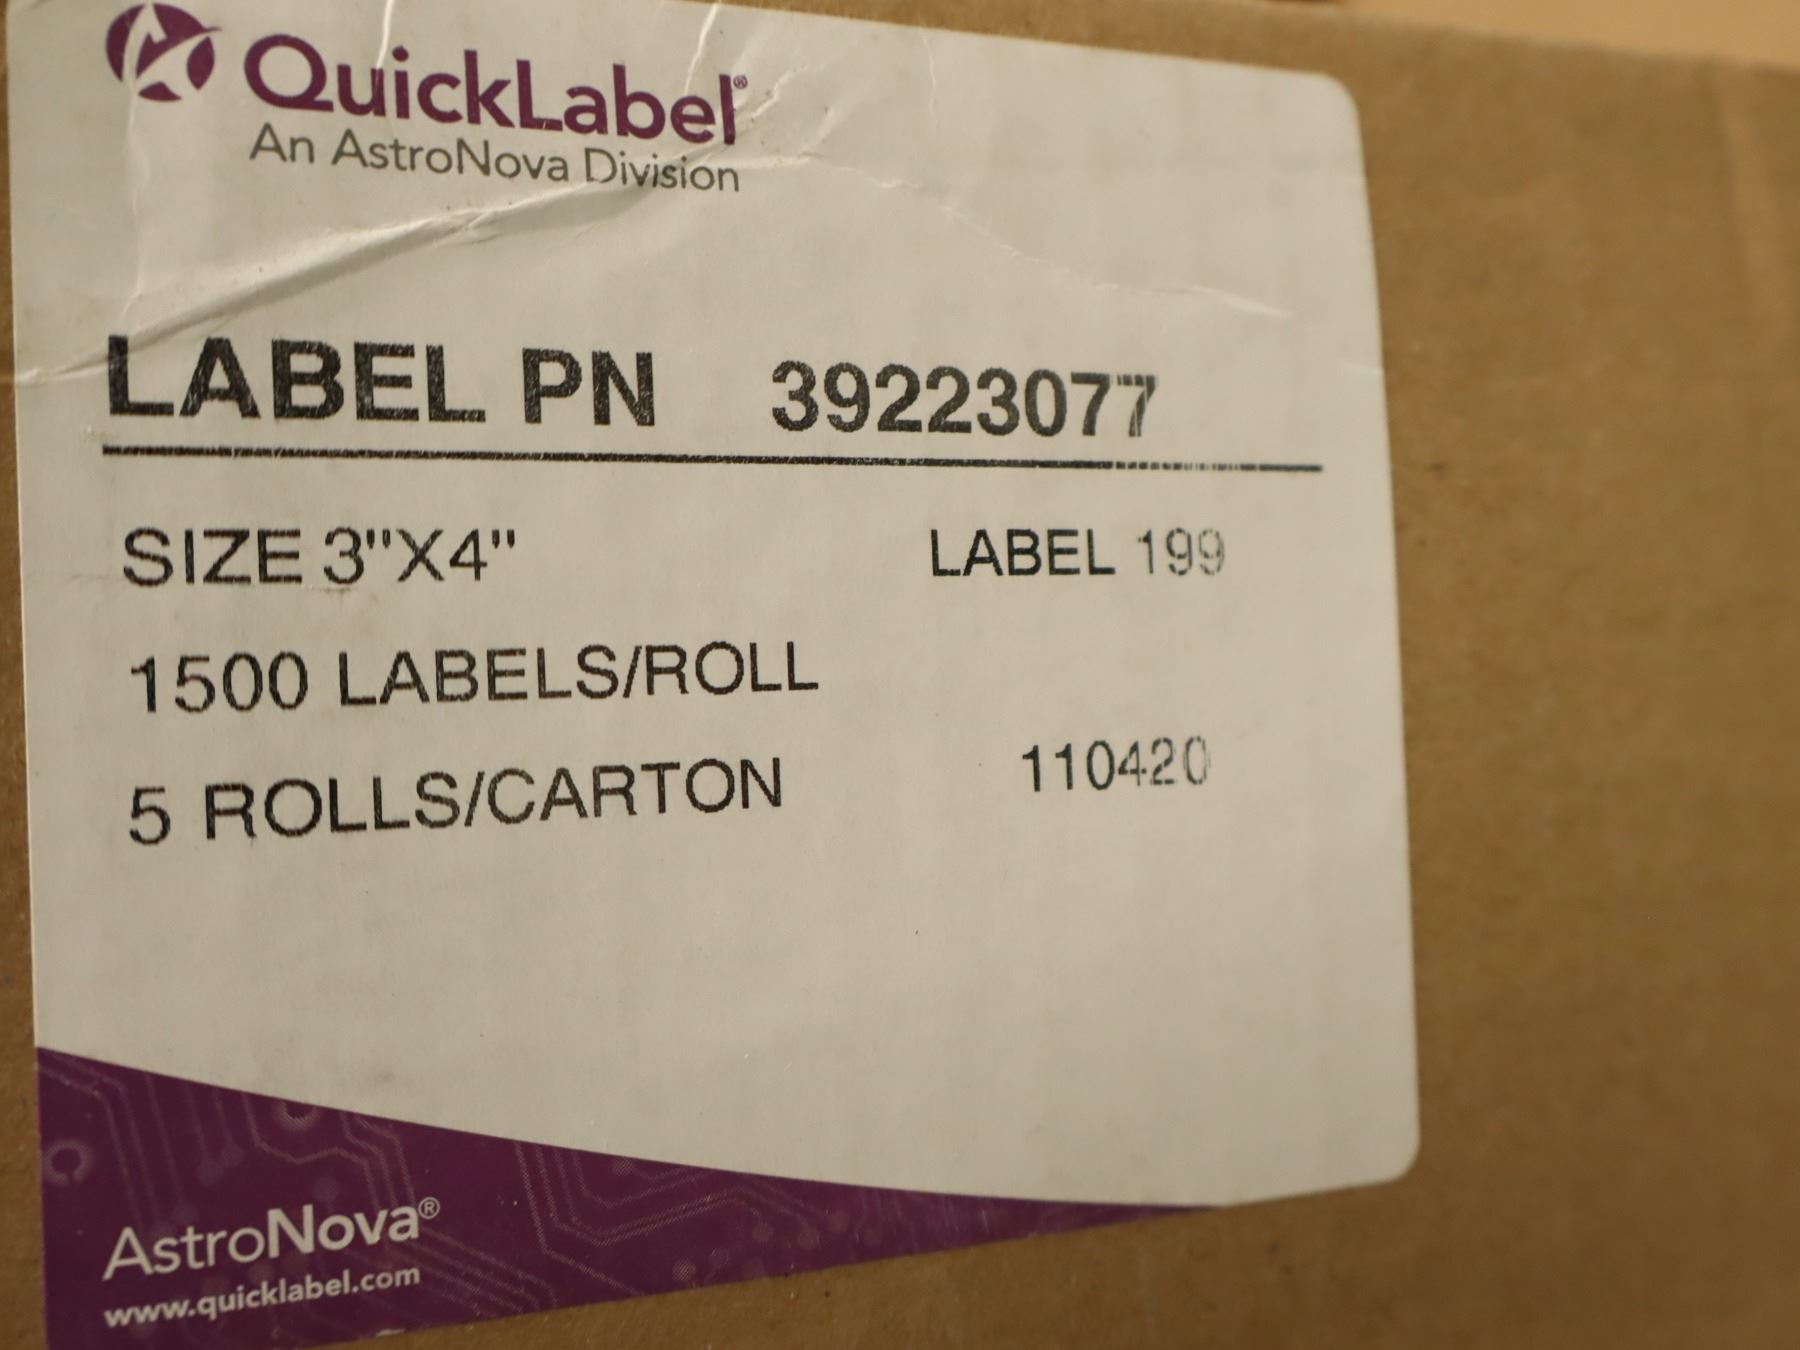 QuickLabel®
An AstroNova Division
LABEL PN 39223077
SIZE 3"X4" LABEL 199
1500 LABELS/ROLL
5 ROLLS/CARTON 110420
AstroNova®
www.quicklabel.com